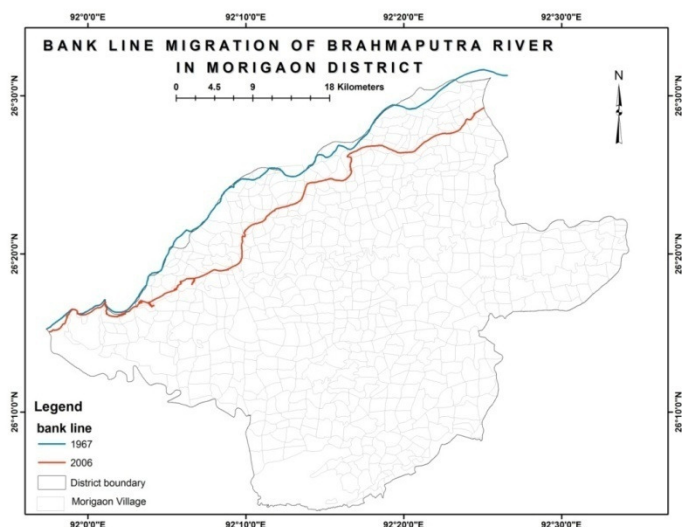 92°0'0"E 92°10'0"E 92°20'0"E 92°30'0"E
BANK LINE MIGRATION OF BRAHMAPUTRA RIVER
IN MORIGAON DISTRICT
0 4.5 9 18 Kilometers
N
26°30'0"N 26°30'0"N
26°20'0"N 26°20'0"N
26°10'0"N 26°10'0"N
Legend
bank line
1967
2006
District boundary
Morigaon Village
92°0'0"E 92°10'0"E 92°20'0"E 92°30'0"E